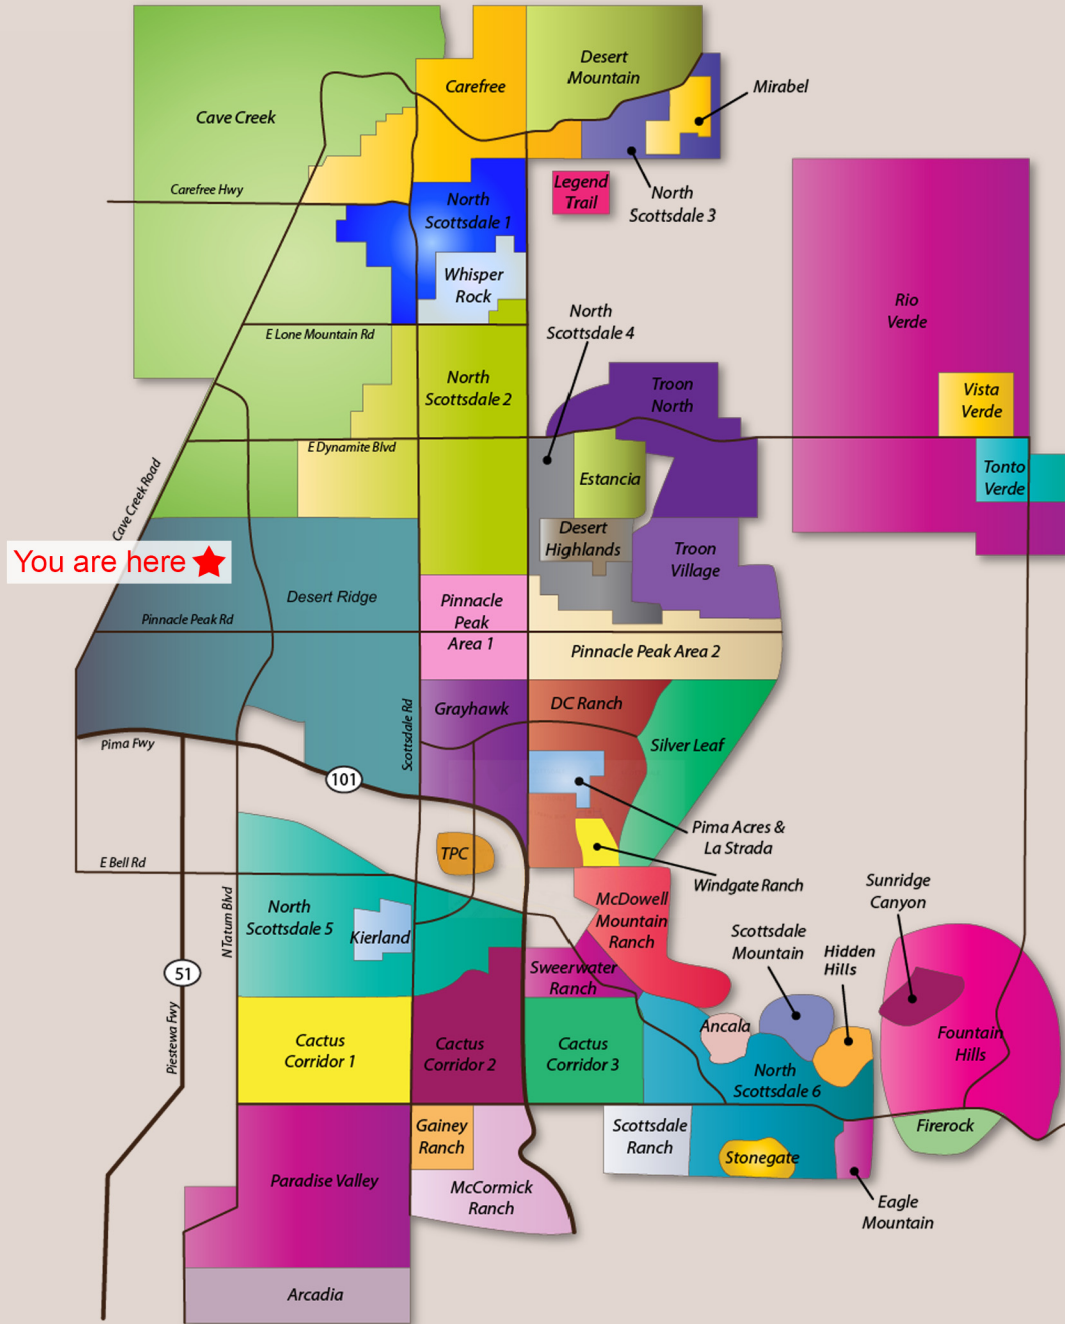 Desert
Mountain
Carefree
Mirabel
Cave Creek
Legend
Trail
North
Scottsdale 3
Carefree Hwy
North
Scottsdale 1
Whisper
Rock
Rio
Verde
North
Scottsdale 4
E Lone Mountain Rd
North
Scottsdale 2
Troon
North
Vista
Verde
E Dynamite Blvd
Cave Creek Road
Estancia
Tonto
Verde
Desert
Highlands
Troon
Village
You are here
Desert Ridge
Pinnacle Peak Rd
Pinnacle
Peak
Area 1
Pinnacle Peak Area 2
Scottsdale Rd
Grayhawk
DC Ranch
Silver Leaf
Pima Fwy
101
Pima Acres &
La Strada
TPC
E Bell Rd
Windgate Ranch
N Tatum Blvd
North
Scottsdale 5
Kierland
McDowell
Mountain
Ranch
Sunridge
Canyon
Scottsdale
Mountain
Hidden
Hills
51
Sweerwater
Ranch
Piestewa Fwy
Cactus
Corridor 1
Cactus
Corridor 2
Cactus
Corridor 3
Ancala
North
Scottsdale 6
Fountain
Hills
Gainey
Ranch
Scottsdale
Ranch
Stonegate
Firerock
Paradise Valley
McCormick
Ranch
Eagle
Mountain
Arcadia